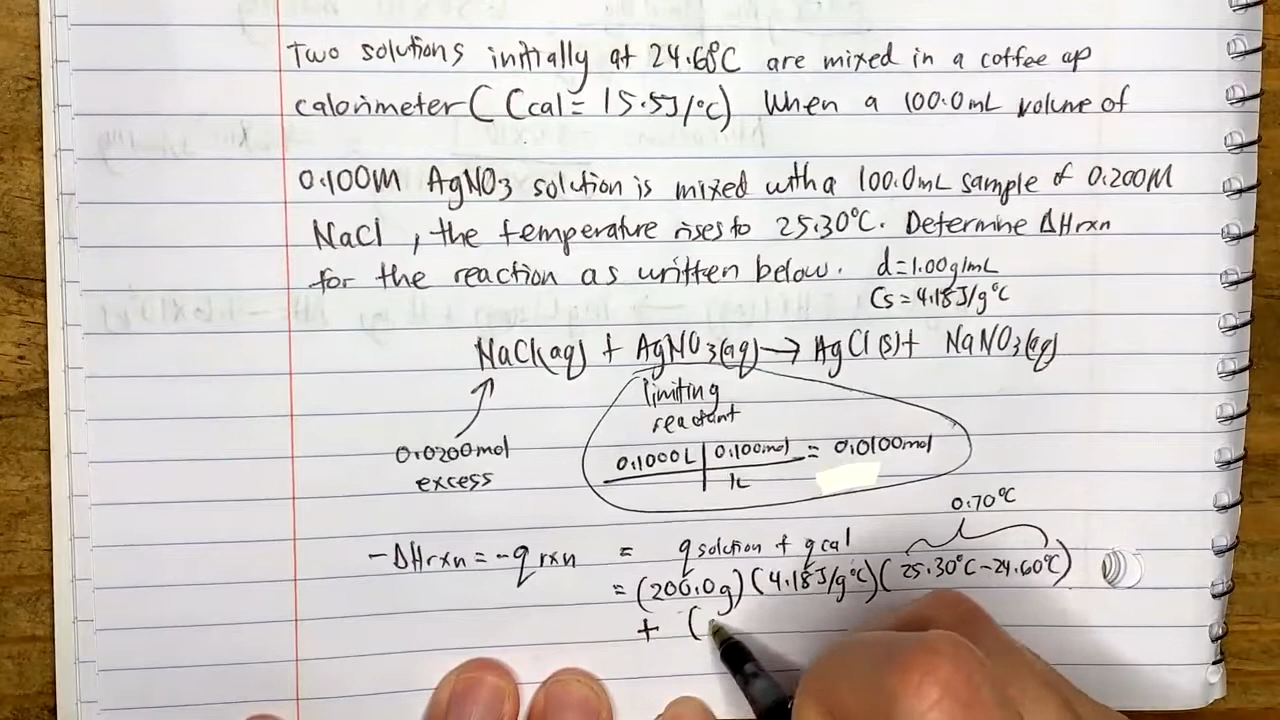 Two solutions initially at 24.60°C are mixed in a coffee cup
calorimeter (Ccal = 15.5J/°C) When a 100.0mL volume of
0.100M AgNO3 solution is mixed with a 100.0mL sample of 0.200M
NaCl, the temperature rises to 25.30°C. Determine ΔHrxn
for the reaction as written below. d=1.00g/mL
Cs=4.18J/g°C
NaCl(aq) + AgNO3(aq) → AgCl(s) + NaNO3(aq)
limiting
reactant
0.0200mol
excess
0.1000L | 0.100mol = 0.0100mol
1L
0.70°C
-ΔHrxn = -qrxn = qsolution + qcal
= (200.0g)(4.18J/g°C)(25.30°C-24.60°C)
+ (